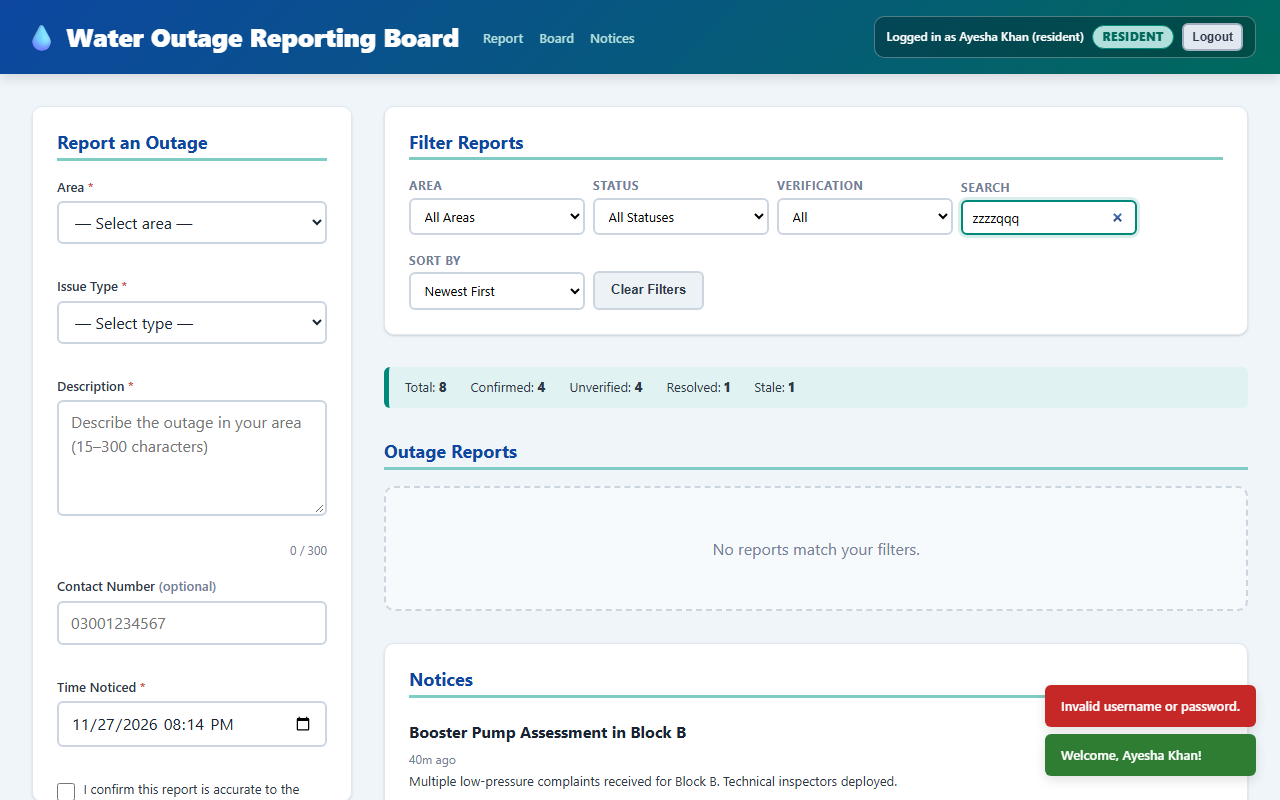 Water Outage Reporting Board
Report Board Notices
Logged in as Ayesha Khan (resident) RESIDENT Logout
Report an Outage
Area *
— Select area —
Issue Type *
— Select type —
Description *
Describe the outage in your area
(15–300 characters)
0 / 300
Contact Number (optional)
03001234567
Time Noticed *
11/27/2026 08:14 PM
I confirm this report is accurate to the
Filter Reports
AREA STATUS VERIFICATION SEARCH
All Areas All Statuses All zzzzqqq
SORT BY
Newest First Clear Filters
Total: 8 Confirmed: 4 Unverified: 4 Resolved: 1 Stale: 1
Outage Reports
No reports match your filters.
Notices
Booster Pump Assessment in Block B
40m ago
Multiple low-pressure complaints received for Block B. Technical inspectors deployed.
Invalid username or password.
Welcome, Ayesha Khan!